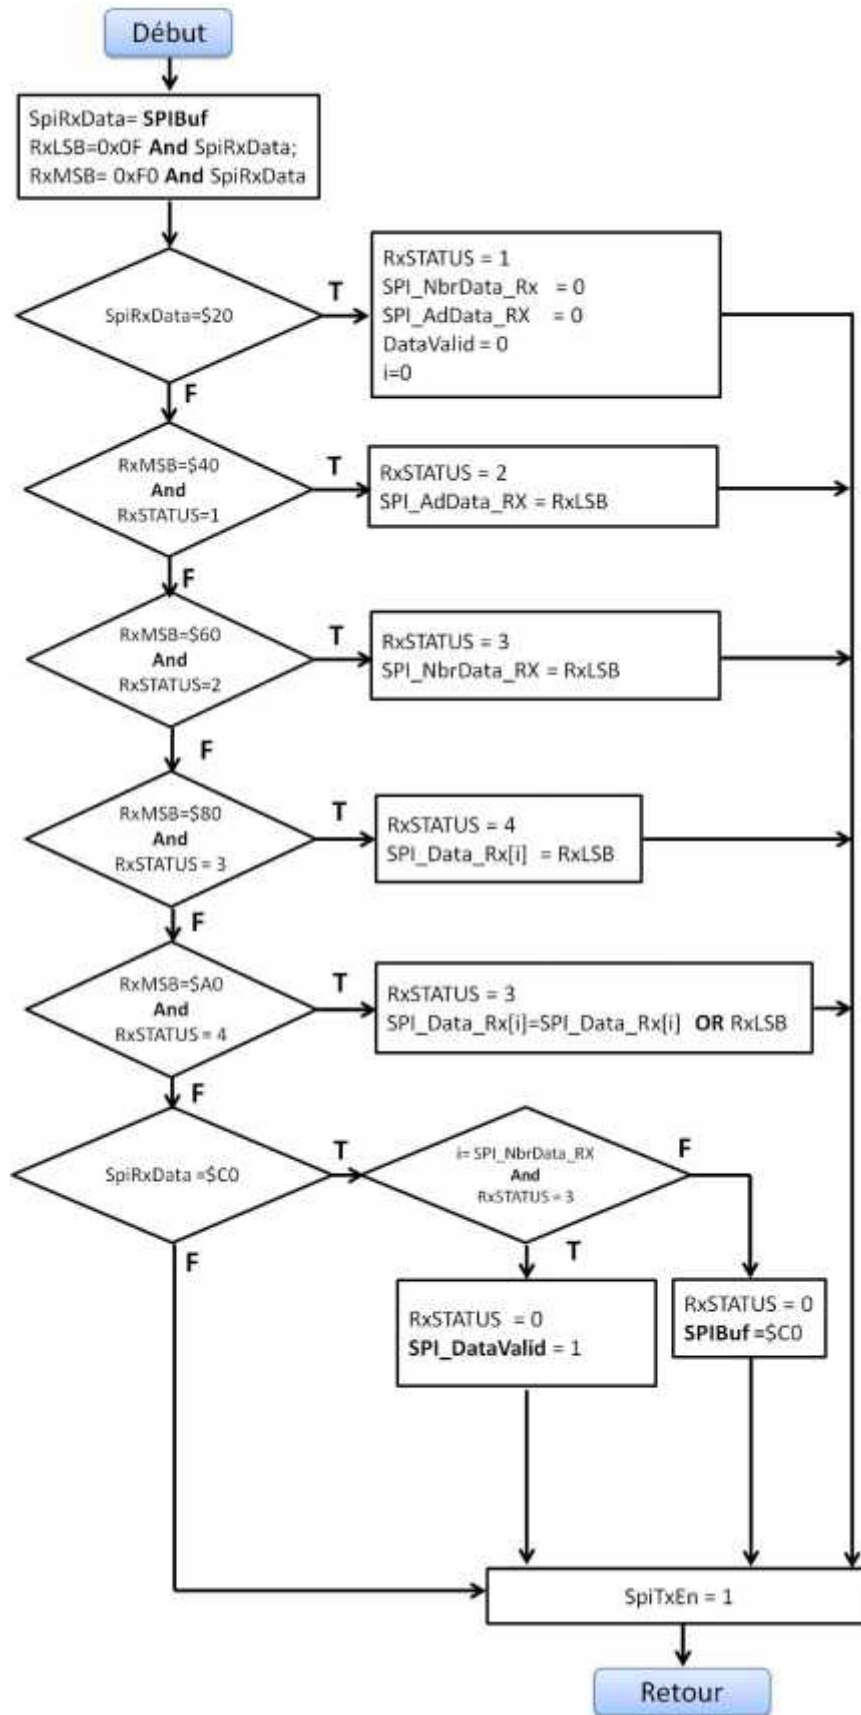 Début
SpiRxData= SPIBuf
RxLSB=0x0F And SpiRxData;
RxMSB= 0xF0 And SpiRxData
SpiRxData=$20
T
RxSTATUS = 1
SPI_NbrData_Rx = 0
SPI_AdData_RX = 0
DataValid = 0
i=0
F
RxMSB=$40
And
RxSTATUS=1
T
RxSTATUS = 2
SPI_AdData_RX = RxLSB
F
RxMSB=$60
And
RxSTATUS=2
T
RxSTATUS = 3
SPI_NbrData_RX = RxLSB
F
RxMSB=$80
And
RxSTATUS = 3
T
RxSTATUS = 4
SPI_Data_Rx[i] = RxLSB
F
RxMSB=$A0
And
RxSTATUS = 4
T
RxSTATUS = 3
SPI_Data_Rx[i]=SPI_Data_Rx[i] OR RxLSB
F
SpiRxData =$C0
T
i= SPI_NbrData_RX
And
RxSTATUS = 3
F
F
T
RxSTATUS = 0
SPI_DataValid = 1
RxSTATUS = 0
SPIBuf =$C0
SpiTxEn = 1
Retour